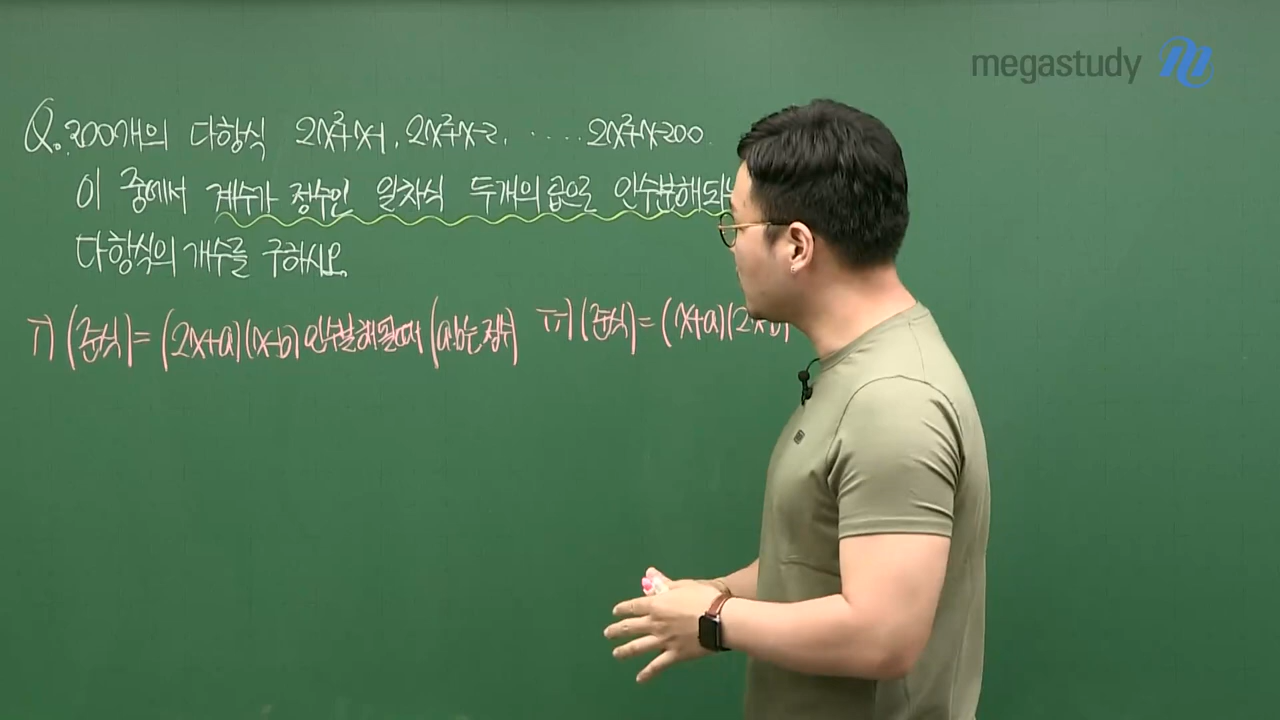 megastudy
Q. 200개의 다항식 2x²+x-1, 2x²+x-2, ‥‥‥ 2x²+x-200.
이 중에서 계수가 정수인 일차식 두개의 곱으로 인수분해되는
다항식의 개수를 구하시오.
i) (준식) = (2x+a)(x-b) 인수분해될때 (a,b는 정수) ii) (준식) = (x+a)(2x-b)